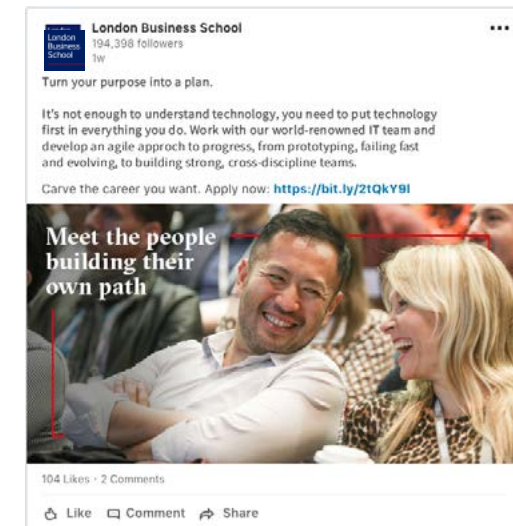 London
Business
School
London Business School
194,398 followers
1w
Turn your purpose into a plan.
It's not enough to understand technology, you need to put technology
first in everything you do. Work with our world-renowned IT team and
develop an agile approch to progress, from prototyping, failing fast
and evolving, to building strong, cross-discipline teams.
Carve the career you want. Apply now: https://bit.ly/2tQkY9l
Meet the people
building their
own path
104 Likes · 2 Comments
Like Comment Share